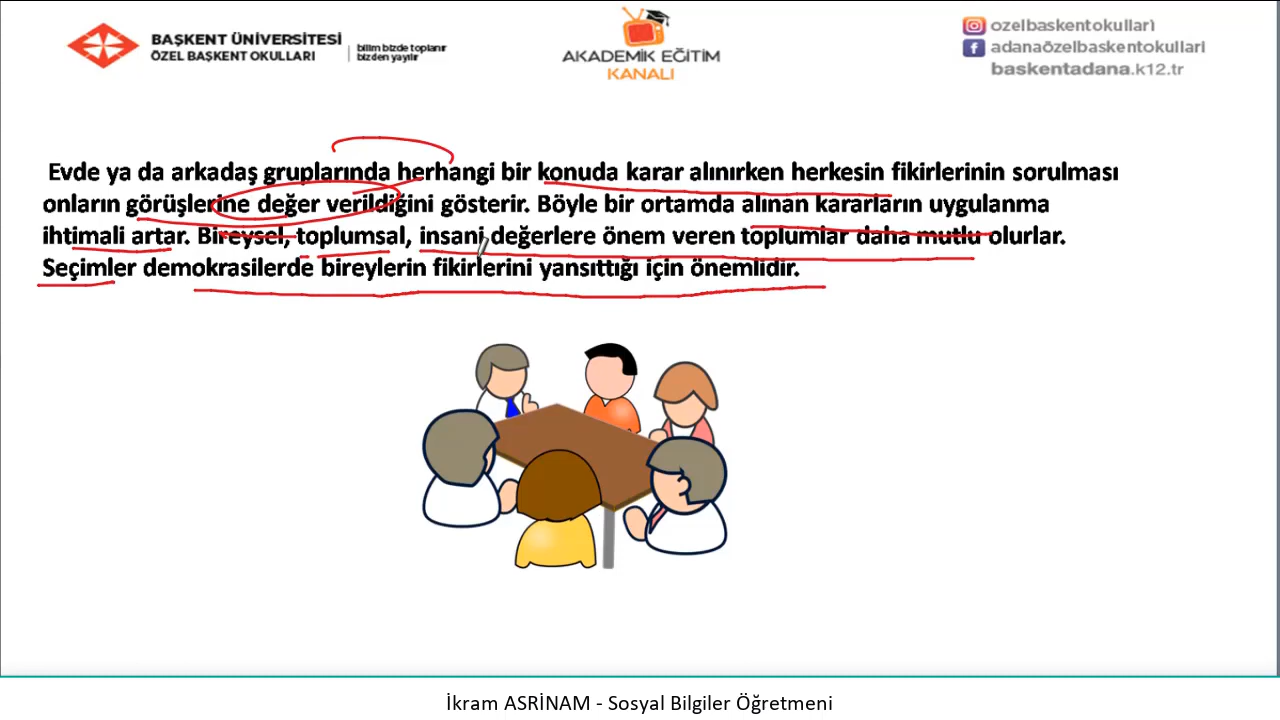 BAŞKENT ÜNİVERSİTESİ
ÖZEL BAŞKENT OKULLARI
bilim bizde toplanır
bizden yayılır
AKADEMİK EĞİTİM
KANALI
ozelbaskentokulları
adanaözelbaskentokullari
baskentadana.k12.tr
Evde ya da arkadaş gruplarında herhangi bir konuda karar alınırken herkesin fikirlerinin sorulması
onların görüşlerine değer verildiğini gösterir. Böyle bir ortamda alınan kararların uygulanma
ihtimali artar. Bireysel, toplumsal, insani değerlere önem veren toplumlar daha mutlu olurlar.
Seçimler demokrasilerde bireylerin fikirlerini yansıttığı için önemlidir.
İkram ASRİNAM - Sosyal Bilgiler Öğretmeni